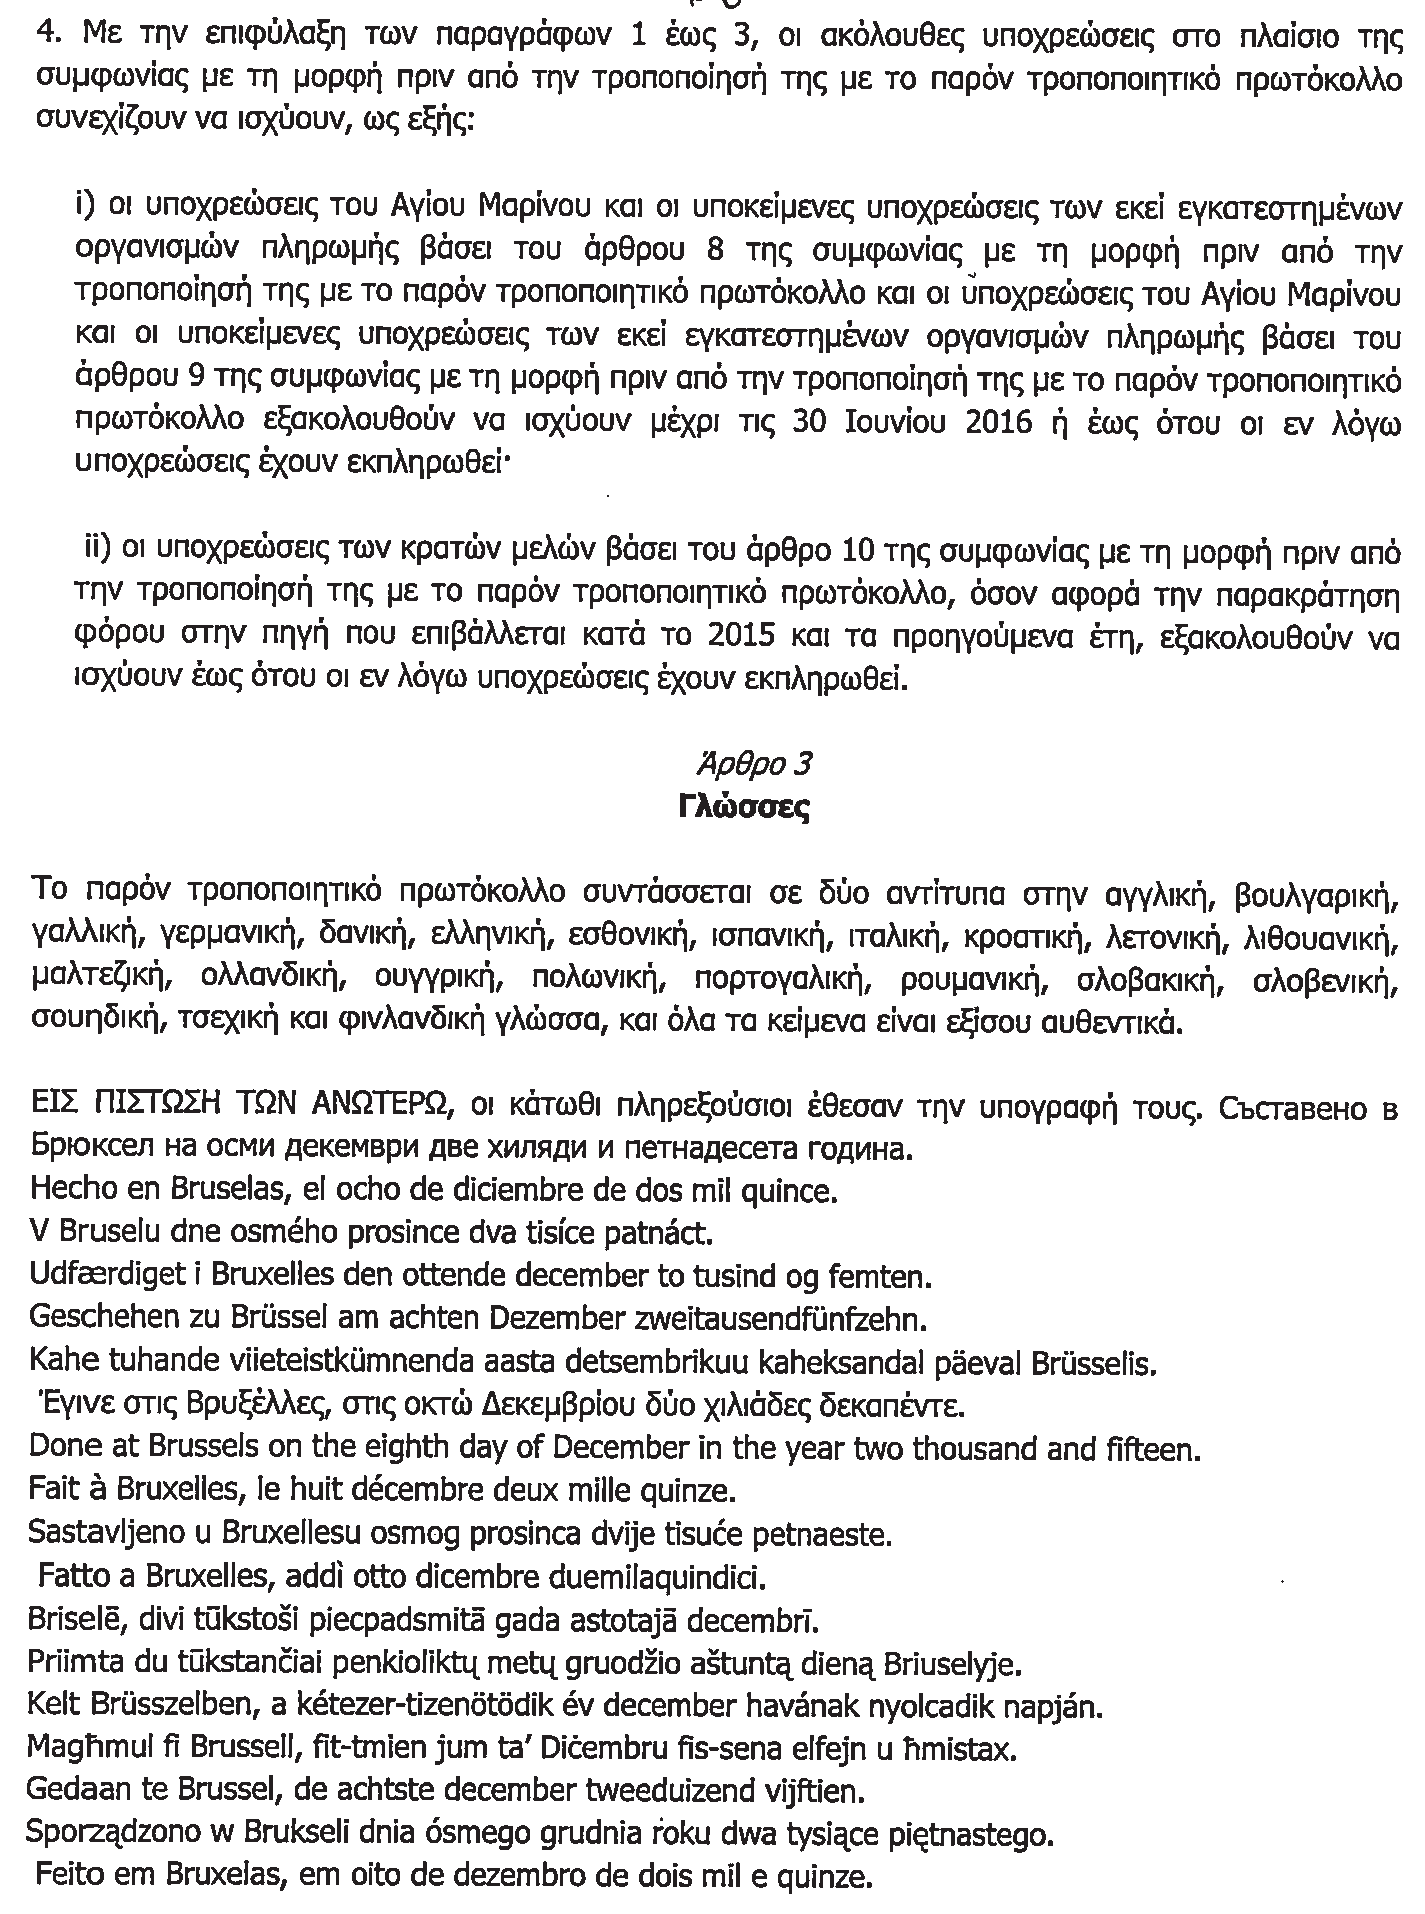 4. Με την επιφύλαξη των παραγράφων 1 έως 3, οι ακόλουθες υποχρεώσεις στο πλαίσιο της
συμφωνίας με τη μορφή πριν από την τροποποίησή της με το παρόν τροποποιητικό πρωτόκολλο
συνεχίζουν να ισχύουν, ως εξής:
i) οι υποχρεώσεις του Αγίου Μαρίνου και οι υποκείμενες υποχρεώσεις των εκεί εγκατεστημένων
οργανισμών πληρωμής βάσει του άρθρου 8 της συμφωνίας με τη μορφή πριν από την
τροποποίησή της με το παρόν τροποποιητικό πρωτόκολλο και οι υποχρεώσεις του Αγίου Μαρίνου
και οι υποκείμενες υποχρεώσεις των εκεί εγκατεστημένων οργανισμών πληρωμής βάσει του
άρθρου 9 της συμφωνίας με τη μορφή πριν από την τροποποίησή της με το παρόν τροποποιητικό
πρωτόκολλο εξακολουθούν να ισχύουν μέχρι τις 30 Ιουνίου 2016 ή έως ότου οι εν λόγω
υποχρεώσεις έχουν εκπληρωθεί·
ii) οι υποχρεώσεις των κρατών μελών βάσει του άρθρο 10 της συμφωνίας με τη μορφή πριν από
την τροποποίησή της με το παρόν τροποποιητικό πρωτόκολλο, όσον αφορά την παρακράτηση
φόρου στην πηγή που επιβάλλεται κατά το 2015 και τα προηγούμενα έτη, εξακολουθούν να
ισχύουν έως ότου οι εν λόγω υποχρεώσεις έχουν εκπληρωθεί.
Άρθρο 3
Γλώσσες
Το παρόν τροποποιητικό πρωτόκολλο συντάσσεται σε δύο αντίτυπα στην αγγλική, βουλγαρική,
γαλλική, γερμανική, δανική, ελληνική, εσθονική, ισπανική, ιταλική, κροατική, λετονική, λιθουανική,
μαλτεζική, ολλανδική, ουγγρική, πολωνική, πορτογαλική, ρουμανική, σλοβακική, σλοβενική,
σουηδική, τσεχική και φινλανδική γλώσσα, και όλα τα κείμενα είναι εξίσου αυθεντικά.
ΕΙΣ ΠΙΣΤΩΣΗ ΤΩΝ ΑΝΩΤΕΡΩ, οι κάτωθι πληρεξούσιοι έθεσαν την υπογραφή τους. Съставено в
Брюксел на осми декември две хиляди и петнадесета година.
Hecho en Bruselas, el ocho de diciembre de dos mil quince.
V Bruselu dne osmého prosince dva tisíce patnáct.
Udfærdiget i Bruxelles den ottende december to tusind og femten.
Geschehen zu Brüssel am achten Dezember zweitausendfünfzehn.
Kahe tuhande viieteistkümnenda aasta detsembrikuu kaheksandal päeval Brüsselis.
Έγινε στις Βρυξέλλες, στις οκτώ Δεκεμβρίου δύο χιλιάδες δεκαπέντε.
Done at Brussels on the eighth day of December in the year two thousand and fifteen.
Fait à Bruxelles, le huit décembre deux mille quinze.
Sastavljeno u Bruxellesu osmog prosinca dvije tisuće petnaeste.
Fatto a Bruxelles, addì otto dicembre duemilaquindici.
Briselē, divi tūkstoši piecpadsmitā gada astotajā decembrī.
Priimta du tūkstančiai penkioliktų metų gruodžio aštuntą dieną Briuselyje.
Kelt Brüsszelben, a kétezer-tizenötödik év december havának nyolcadik napján.
Magħmul fi Brussell, fit-tmien jum ta' Diċembru fis-sena elfejn u ħmistax.
Gedaan te Brussel, de achtste december tweeduizend vijftien.
Sporządzono w Brukseli dnia ósmego grudnia roku dwa tysiące piętnastego.
Feito em Bruxelas, em oito de dezembro de dois mil e quinze.